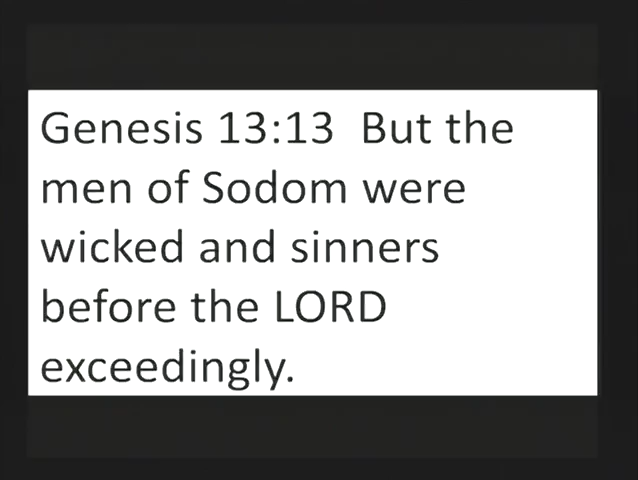 Genesis 13:13  But the
men of Sodom were
wicked and sinners
before the LORD
exceedingly.